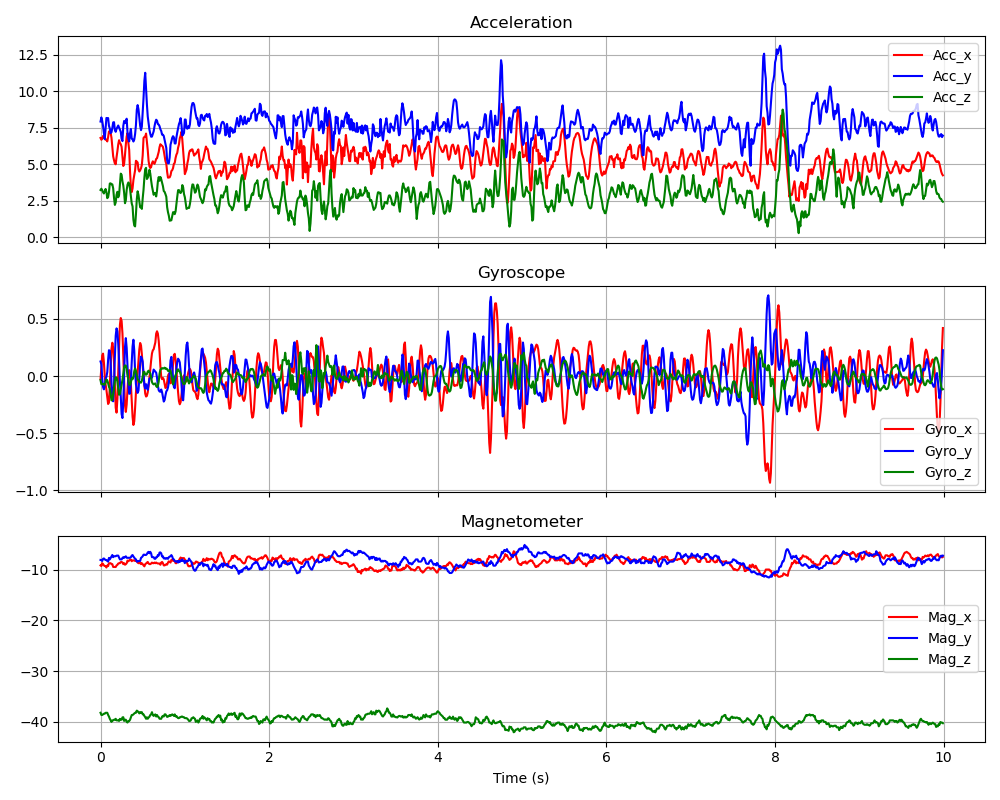 Acceleration
12.5
10.0
7.5
5.0
2.5
0.0
Acc_x
Acc_y
Acc_z
Gyroscope
0.5
0.0
−0.5
−1.0
Gyro_x
Gyro_y
Gyro_z
Magnetometer
−10
−20
−30
−40
Mag_x
Mag_y
Mag_z
0 2 4 6 8 10
Time (s)